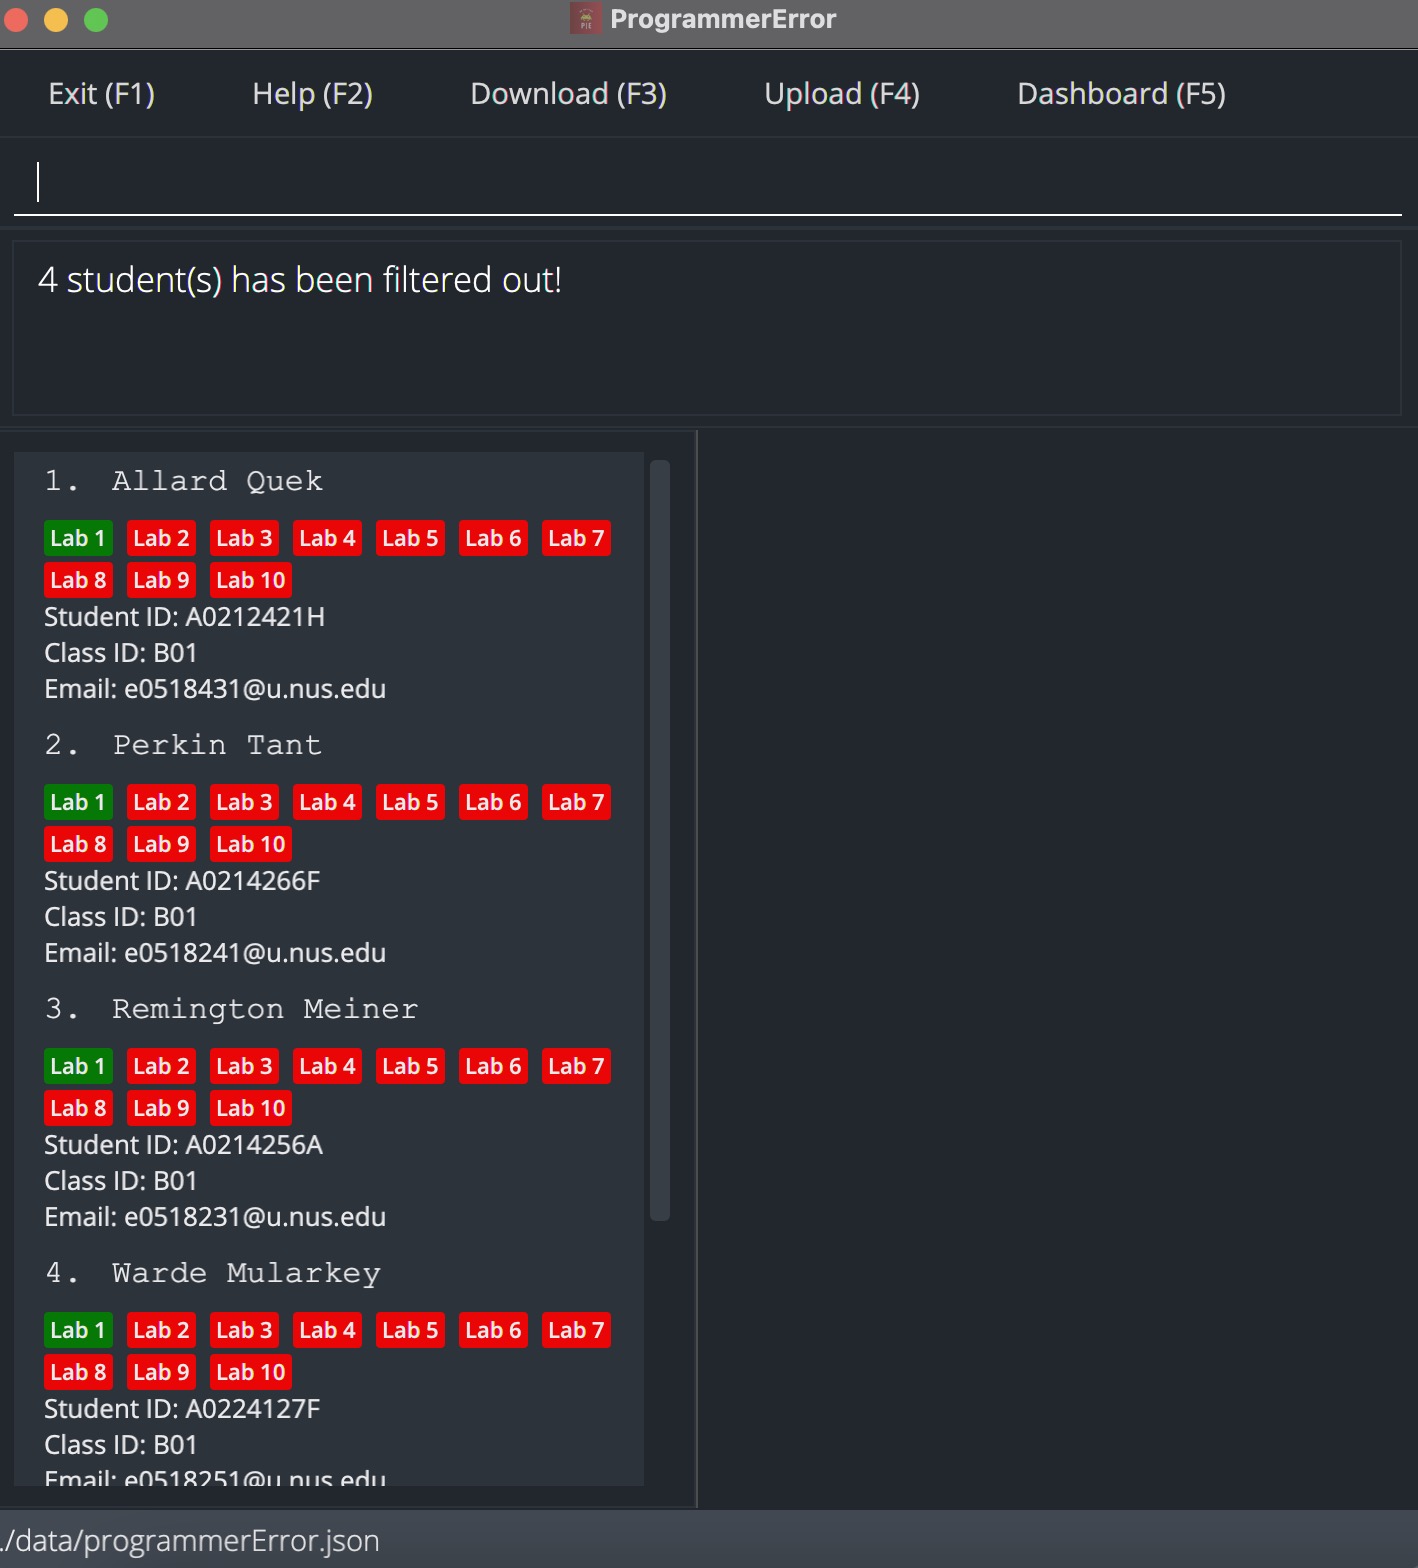 PIE ProgrammerError
Exit (F1) Help (F2) Download (F3) Upload (F4) Dashboard (F5)
4 student(s) has been filtered out!
1. Allard Quek
Lab 1 Lab 2 Lab 3 Lab 4 Lab 5 Lab 6 Lab 7
Lab 8 Lab 9 Lab 10
Student ID: A0212421H
Class ID: B01
Email: e0518431@u.nus.edu
2. Perkin Tant
Lab 1 Lab 2 Lab 3 Lab 4 Lab 5 Lab 6 Lab 7
Lab 8 Lab 9 Lab 10
Student ID: A0214266F
Class ID: B01
Email: e0518241@u.nus.edu
3. Remington Meiner
Lab 1 Lab 2 Lab 3 Lab 4 Lab 5 Lab 6 Lab 7
Lab 8 Lab 9 Lab 10
Student ID: A0214256A
Class ID: B01
Email: e0518231@u.nus.edu
4. Warde Mularkey
Lab 1 Lab 2 Lab 3 Lab 4 Lab 5 Lab 6 Lab 7
Lab 8 Lab 9 Lab 10
Student ID: A0224127F
Class ID: B01
Email: e0518251@u.nus.edu
./data/programmerError.json